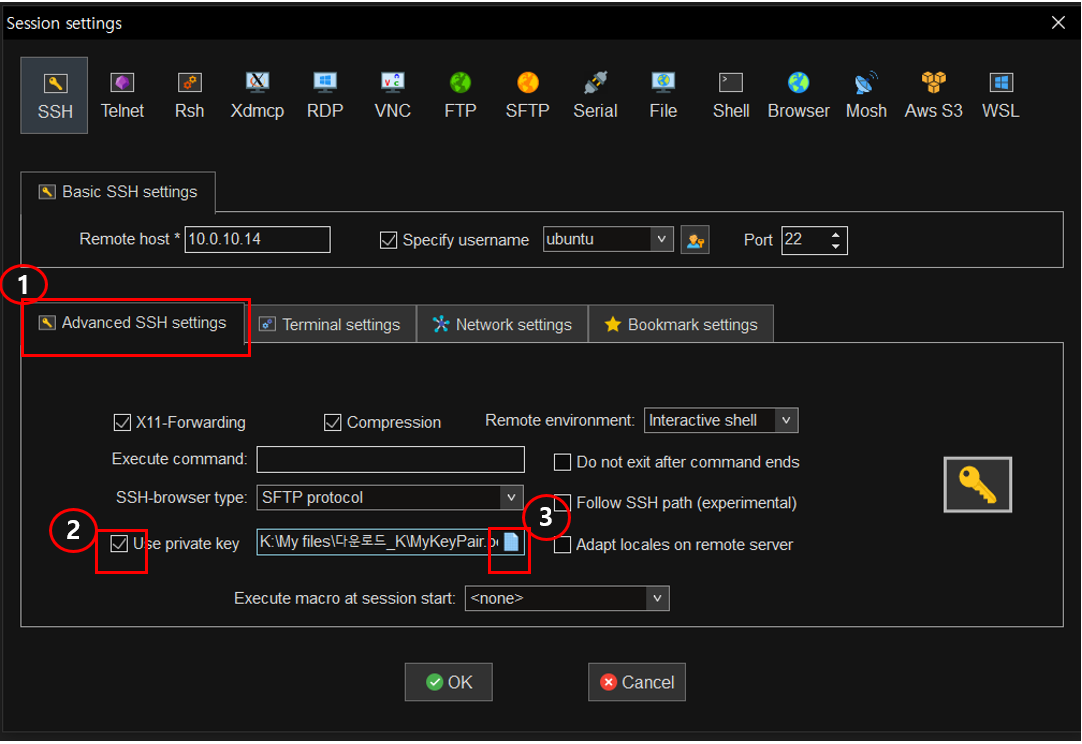 Session settings
SSH Telnet Rsh Xdmcp RDP VNC FTP SFTP Serial File Shell Browser Mosh Aws S3 WSL
Basic SSH settings
Remote host * 10.0.10.14 Specify username ubuntu Port 22
1
Advanced SSH settings Terminal settings Network settings Bookmark settings
X11-Forwarding Compression Remote environment: Interactive shell
Execute command: Do not exit after command ends
SSH-browser type: SFTP protocol Follow SSH path (experimental)
2 3
Use private key K:\My files\다운로드_K\MyKeyPair. Adapt locales on remote server
Execute macro at session start: <none>
OK Cancel